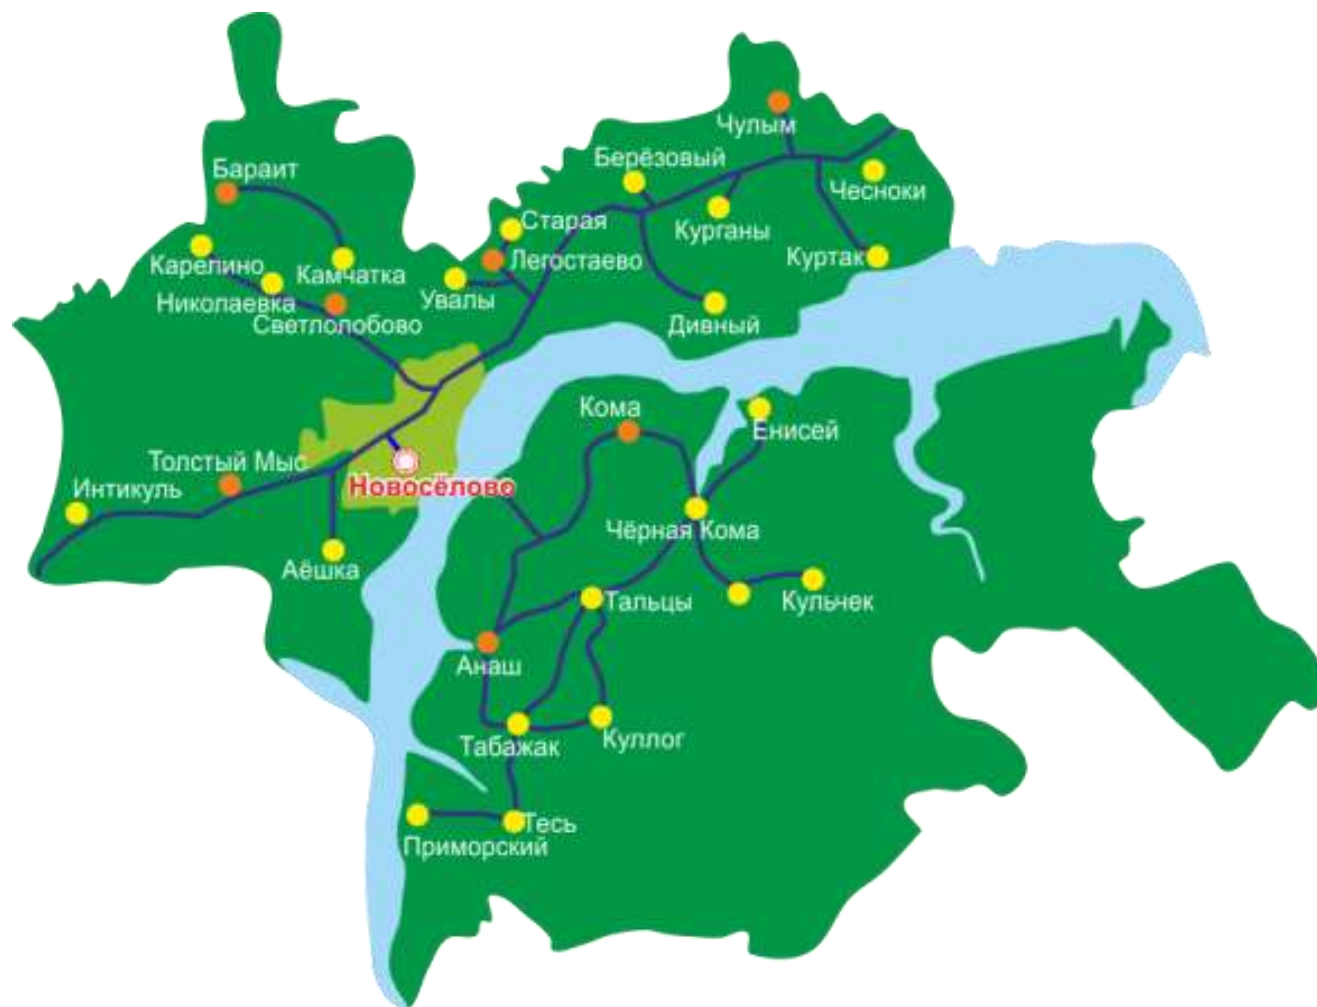 Чулым
Берёзовый
Бараит
Чесноки
Старая
Курганы
Карелино
Легостаево
Куртак
Камчатка
Николаевка
Увалы
Светлолобово
Дивный
Кома
Енисей
Толстый Мыс
Интикуль
Новосёлово
Чёрная Кома
Аёшка
Тальцы
Кульчек
Анаш
Табажак
Куллог
Тесь
Приморский